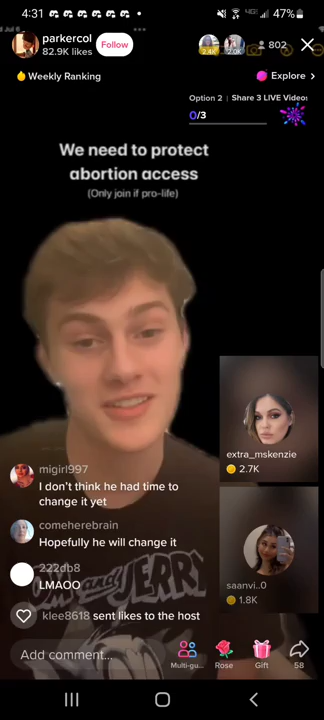 4:31
47%
parkercol
82.9K likes
Follow
802
Weekly Ranking
Explore >
Option 2 | Share 3 LIVE Videos
0/3
We need to protect
abortion access
(Only join if pro-life)
extra_mskenzie
2.7K
migirl997
I don't think he had time to
change it yet
comeherebrain
Hopefully he will change it
222db8
LMAOO
saanvi..0
1.8K
and JERRY
klee8618 sent likes to the host
Add comment...
Multi-gu...
Rose
Gift
58